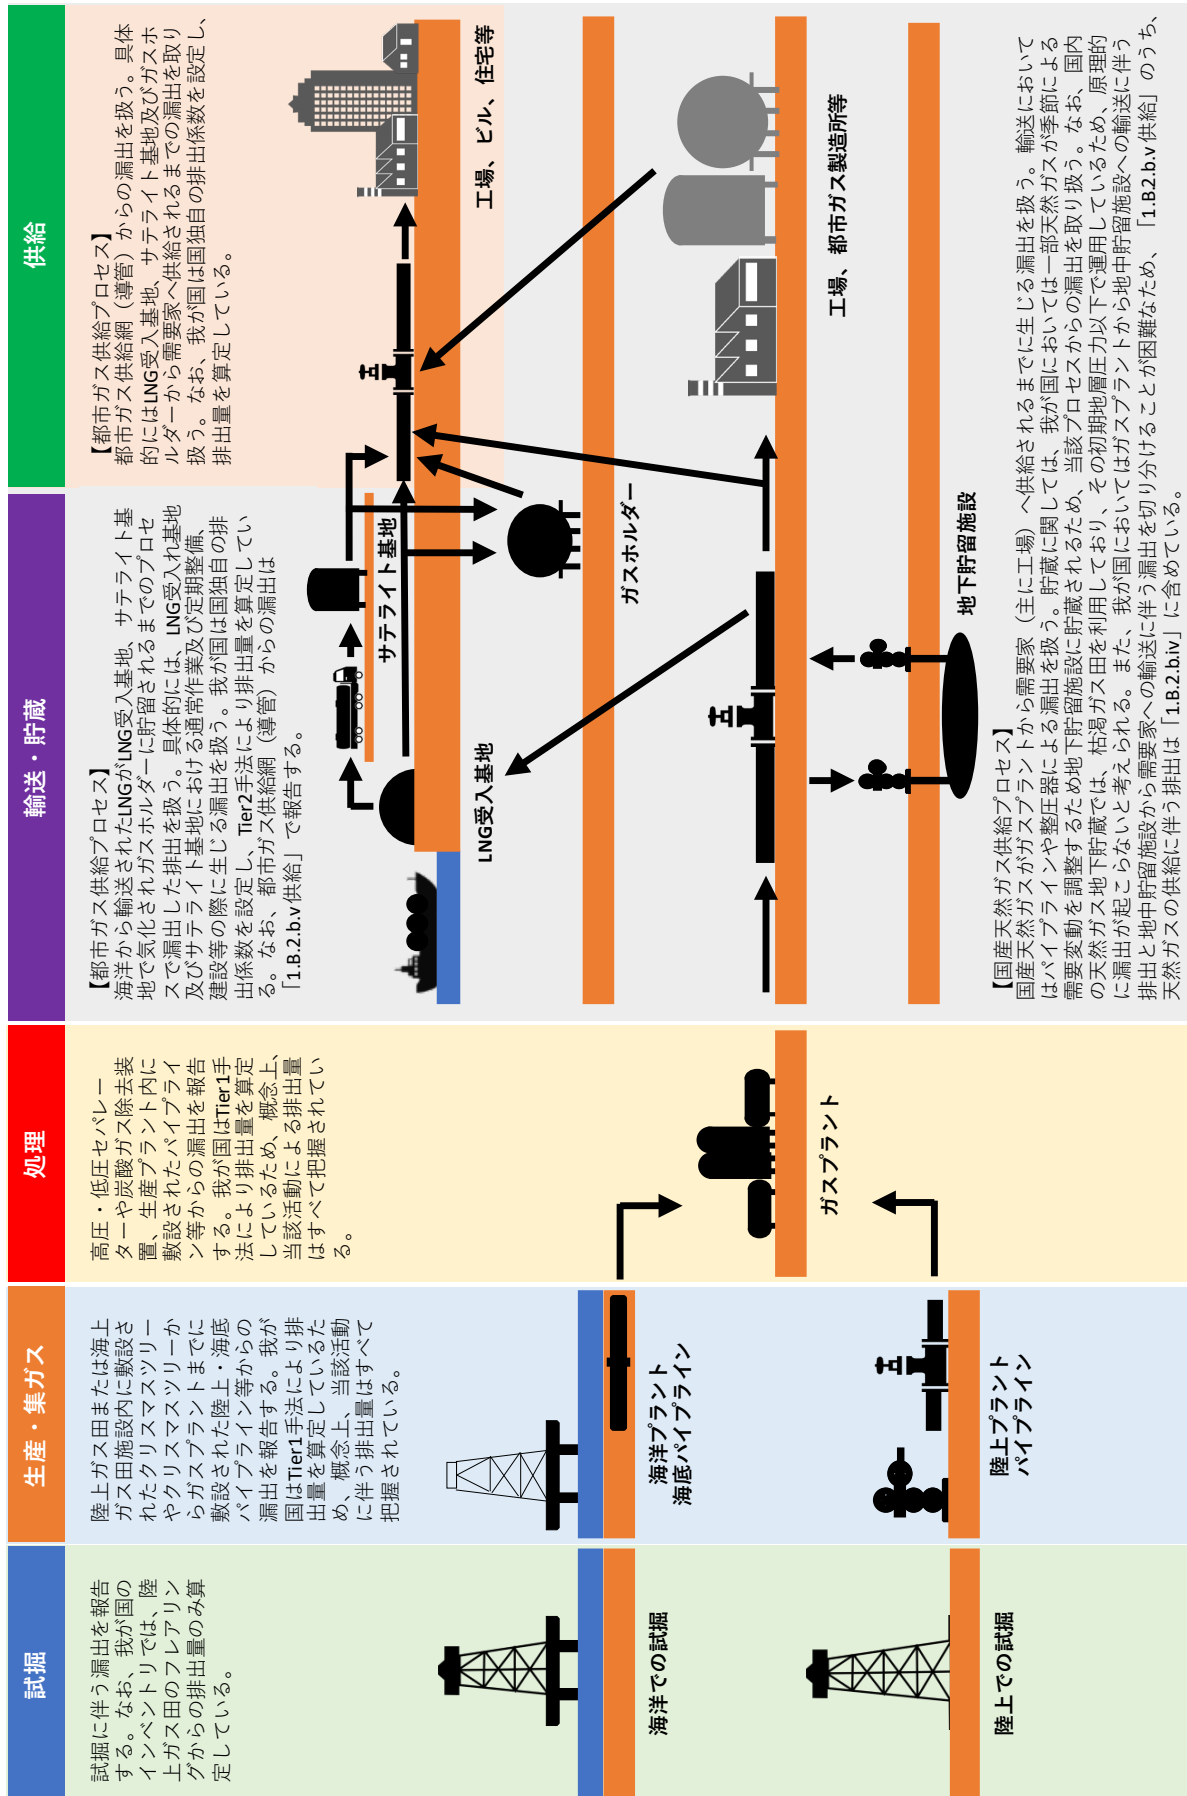 試掘
試掘に伴う漏出を報告
する。なお、我が国の
インベントリでは、陸
上ガス田のフレアリン
グからの排出量のみ算
定している。
海洋での試掘
陸上での試掘
生産・集ガス
陸上ガス田または海上
ガス田施設内に敷設さ
れたクリスマスツリー
やクリスマスツリーか
らガスプラントまでに
敷設された陸上・海底
パイプライン等からの
漏出を報告する。我が
国はTier1手法により排
出量を算定しているた
め、概念上、当該活動
に伴う排出量はすべて
把握されている。
海洋プラント
海底パイプライン
陸上プラント
パイプライン
処理
高圧・低圧セパレー
ターや炭酸ガス除去装
置、生産プラント内に
敷設されたパイプライ
ン等からの漏出を報告
する。我が国はTier1手
法により排出量を算定
しているため、概念上、
当該活動による排出量
はすべて把握されてい
る。
ガスプラント
輸送・貯蔵
【都市ガス供給プロセス】
海洋から輸送されたLNGがLNG受入基地、サテライト基
地で気化されガスホルダーに貯留されるまでのプロセ
スで漏出した排出を扱う。具体的には、LNG受入れ基地
及びサテライト基地における通常作業及び定期整備、
建設等の際に生じる漏出を扱う。我が国は国独自の排
出係数を設定し、Tier2手法により排出量を算定してい
る。なお、都市ガス供給網（導管）からの漏出は
「1.B.2.b.v供給」で報告する。
サテライト基地
LNG受入基地
ガスホルダー
地下貯留施設
供給
【都市ガス供給プロセス】
都市ガス供給網（導管）からの漏出を扱う。具体
的にはLNG受入基地、サテライト基地及びガスホ
ルダーから需要家へ供給されるまでの漏出を取り
扱う。なお、我が国は国独自の排出係数を設定し、
排出量を算定している。
工場、ビル、住宅等
工場、都市ガス製造所等
【国産天然ガス供給プロセス】
国産天然ガスがガスプラントから需要家（主に工場）へ供給されるまでに生じる漏出を扱う。輸送において
はパイプラインや整圧器による漏出を扱う。貯蔵に関しては、我が国においては一部天然ガスが季節による
需要変動を調整するため地下貯留施設に貯蔵されるため、当該プロセスからの漏出を取り扱う。なお、国内
の天然ガス地下貯蔵では、枯渇ガス田を利用しており、その初期地層圧力以下で運用しているため、原理的
に漏出が起こらないと考えられる。また、我が国においてはガスプラントから地中貯留施設への輸送に伴う
排出と地中貯留施設から需要家への輸送に伴う漏出を切り分けることが困難なため、「1.B2.b.v 供給」のうち、
天然ガスの供給に伴う排出は「1.B2.b.iv」に含めている。